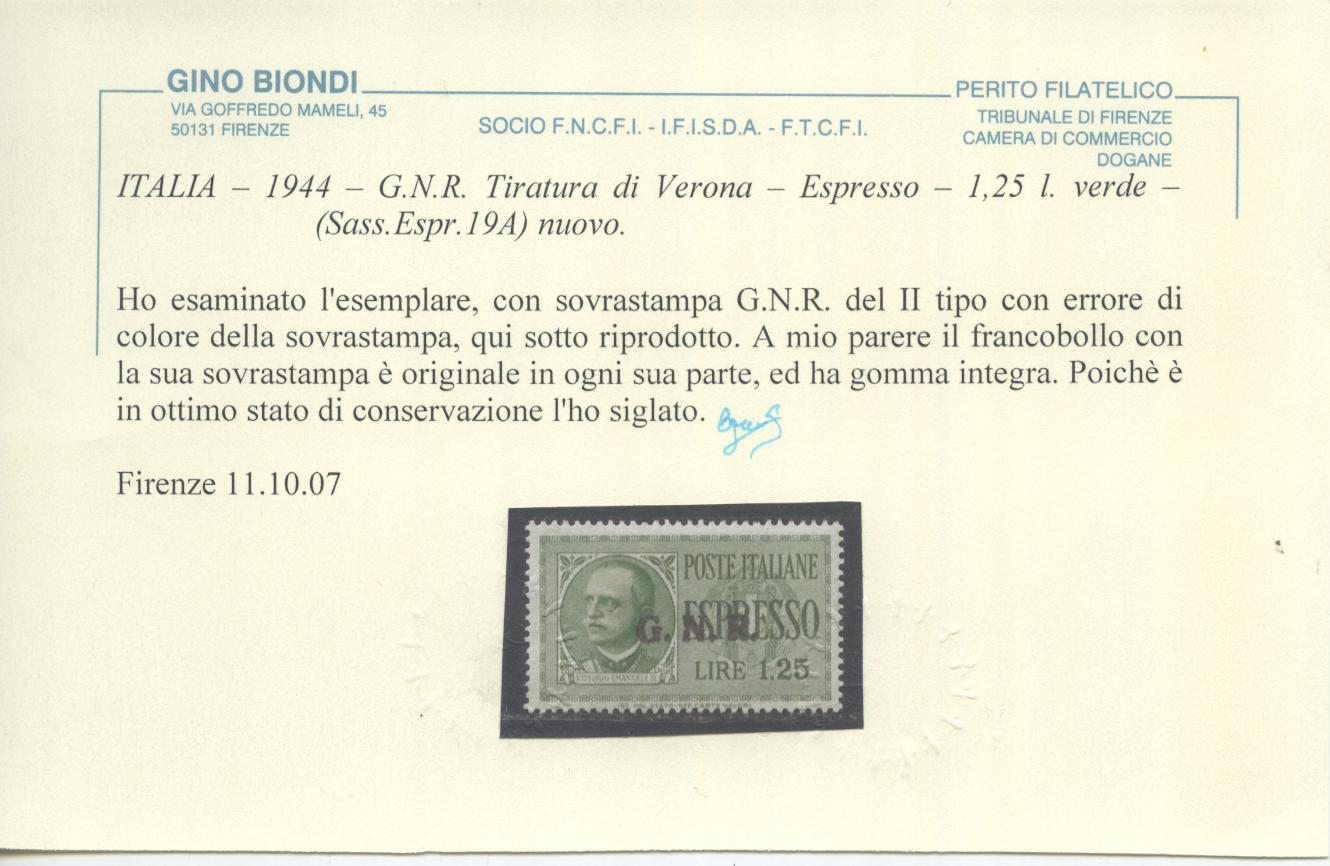 GINO BIONDI
VIA GOFFREDO MAMELI, 45
50131 FIRENZE
SOCIO F.N.C.F.I. - I.F.I.S.D.A. - F.T.C.F.I.
PERITO FILATELICO
TRIBUNALE DI FIRENZE
CAMERA DI COMMERCIO
DOGANE
ITALIA – 1944 – G.N.R. Tiratura di Verona – Espresso – 1,25 l. verde –
(Sass.Espr.19A) nuovo.
Ho esaminato l'esemplare, con sovrastampa G.N.R. del II tipo con errore di
colore della sovrastampa, qui sotto riprodotto. A mio parere il francobollo con
la sua sovrastampa è originale in ogni sua parte, ed ha gomma integra. Poichè è
in ottimo stato di conservazione l'ho siglato.
Firenze 11.10.07
POSTE ITALIANE
ESPRESSO
G. N. R.
LIRE 1.25
VITTORIO EMANUELE III